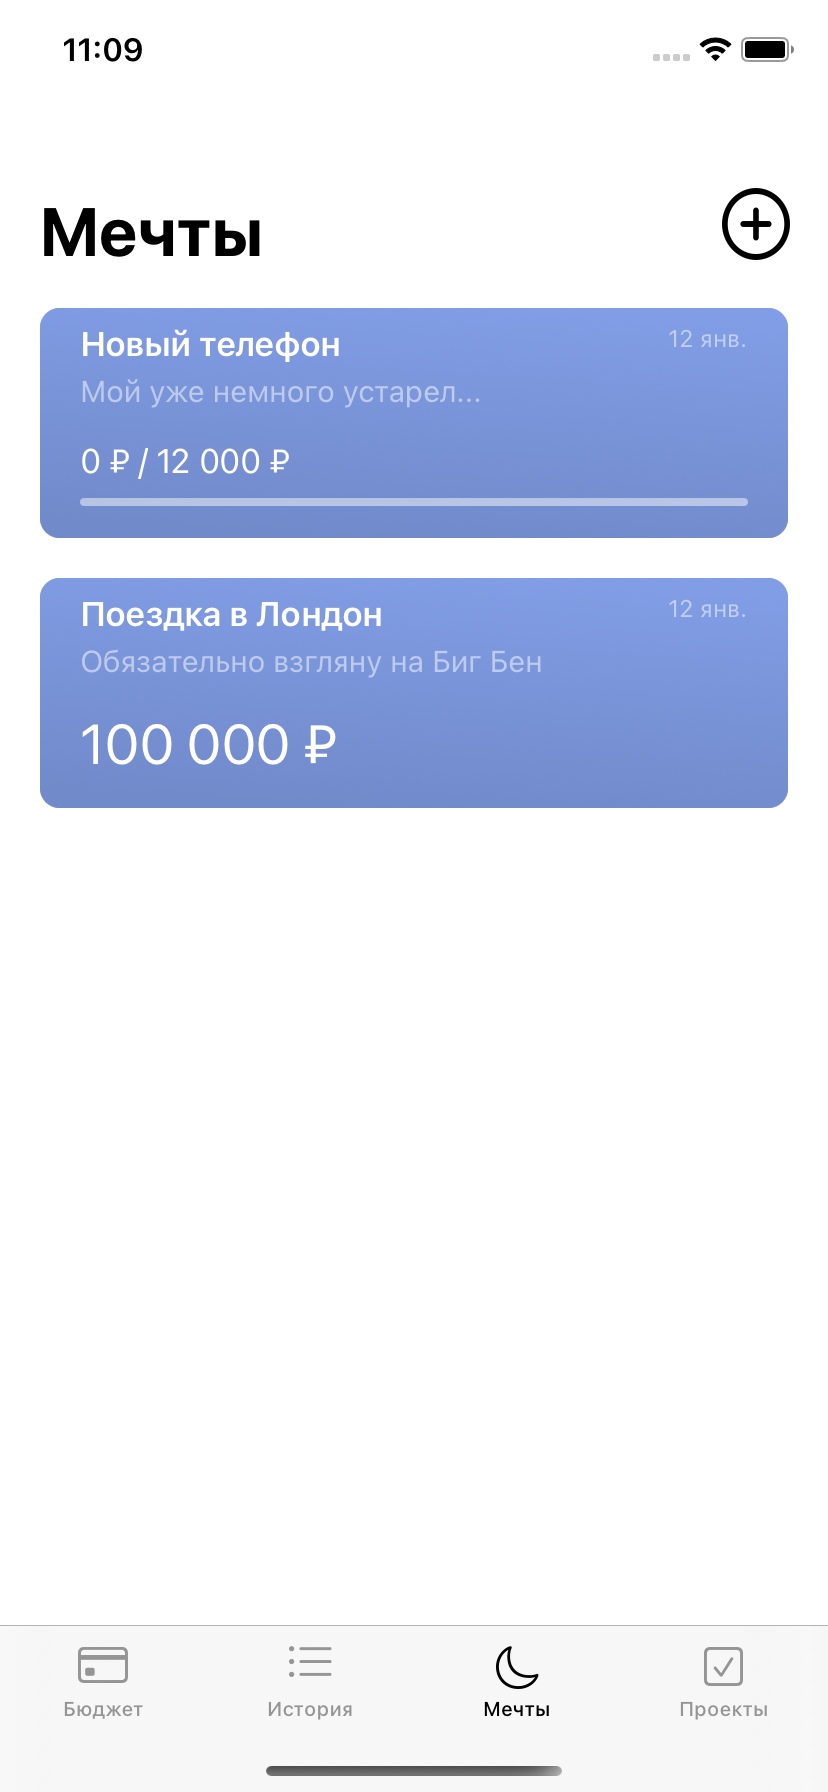 11:09
Мечты
Новый телефон
12 янв.
Мой уже немного устарел...
0 ₽ / 12 000 ₽
Поездка в Лондон
12 янв.
Обязательно взгляну на Биг Бен
100 000 ₽
Бюджет
История
Мечты
Проекты